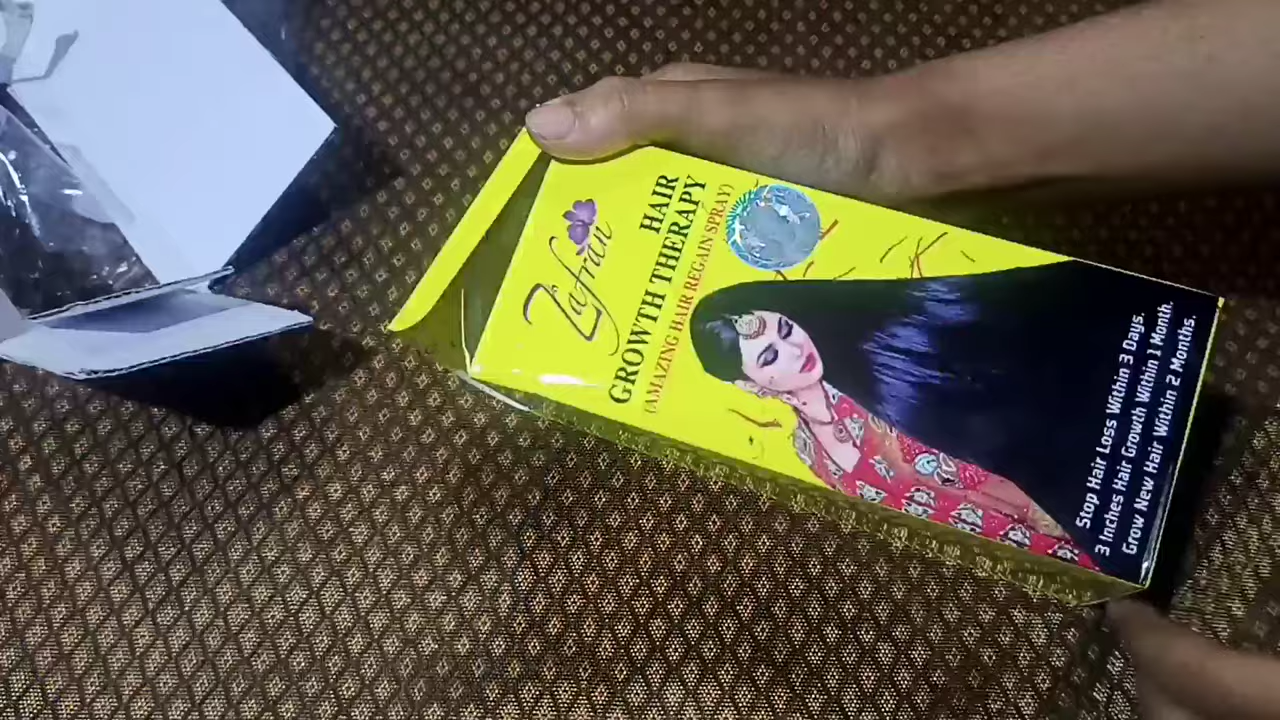 Zafran
HAIR
GROWTH THERAPY
(AMAZING HAIR REGAIN SPRAY)
Stop Hair Loss Within 3 Days.
3 Inches Hair Growth Within 1 Month.
Grow New Hair Within 2 Months.